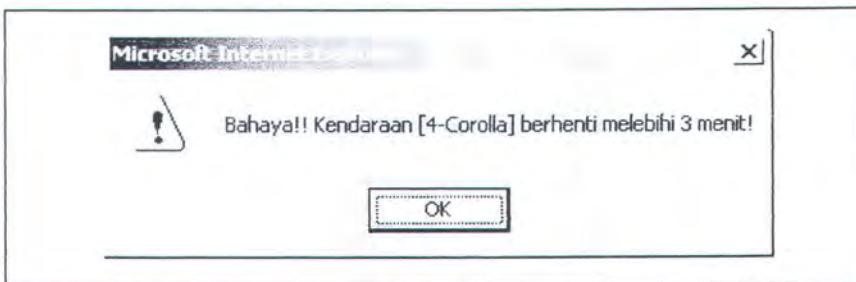 Microsoft Internet
Bahaya!! Kendaraan [4-Corolla] berhenti melebihi 3 menit!
OK